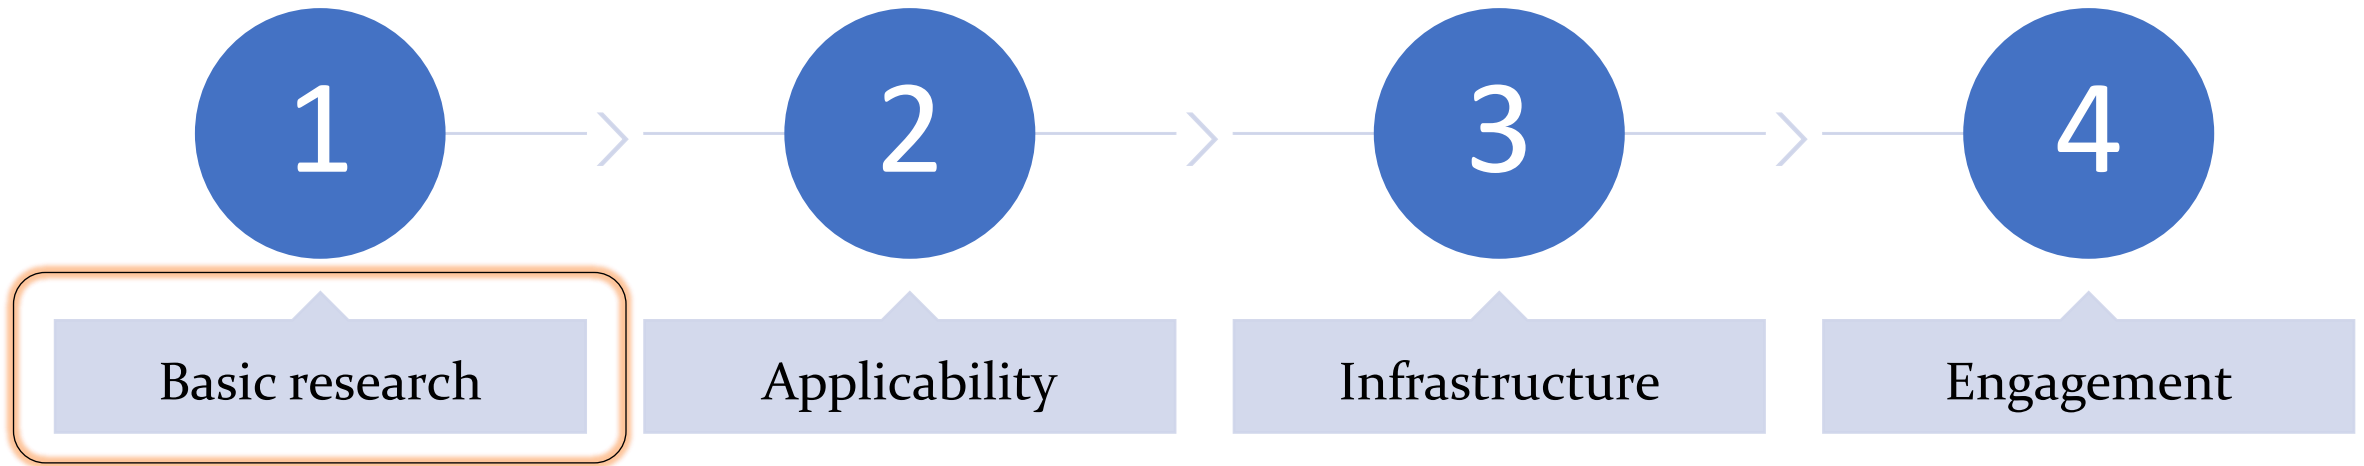 1
2
3
4
Basic research
Applicability
Infrastructure
Engagement